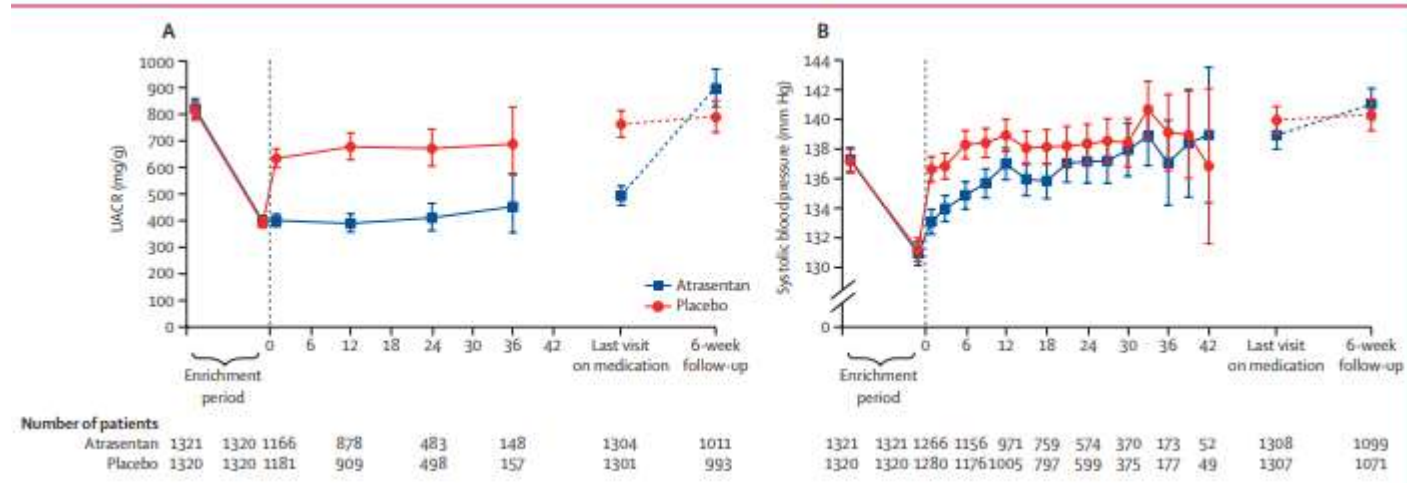 A
1000
900
800
700
600
500
400
300
200
100
0
UACR (mg/g)
Atrasentan
Placebo
0 6 12 18 24 30 36 42 Last visit on medication 6-week follow-up
Enrichment period
B
144
142
140
138
136
134
132
130
0
Systolic bloodpressure (mm Hg)
0 6 12 18 24 30 36 42 Last visit on medication 6-week follow-up
Enrichment period
Number of patients
Atrasentan 1321 1320 1166 878 483 148 1304 1011 1321 1321 1266 1156 971 759 574 370 173 52 1308 1099
Placebo 1320 1320 1181 909 498 157 1301 993 1320 1320 1280 1176 1005 797 599 375 177 49 1307 1071